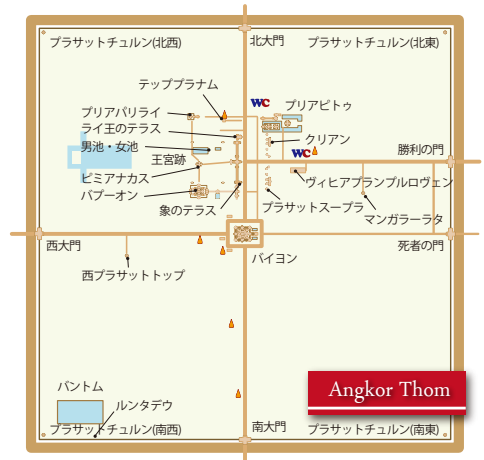 北大門
プラサットチュルン(北西)
プラサットチュルン(北東)
テッププラナム
WC
プリアピトゥ
プリアパリライ
ライ王のテラス
クリアン
男池・女池
WC
勝利の門
王宮跡
ピミアナカス
ヴィヒアプランプルロヴェン
バプーオン
象のテラス
プラサットスープラ
マンガラーラタ
西大門
死者の門
バイヨン
西プラサットトップ
Angkor Thom
バントム
ルンタデウ
南大門
プラサットチュルン(南西)
プラサットチュルン(南東)